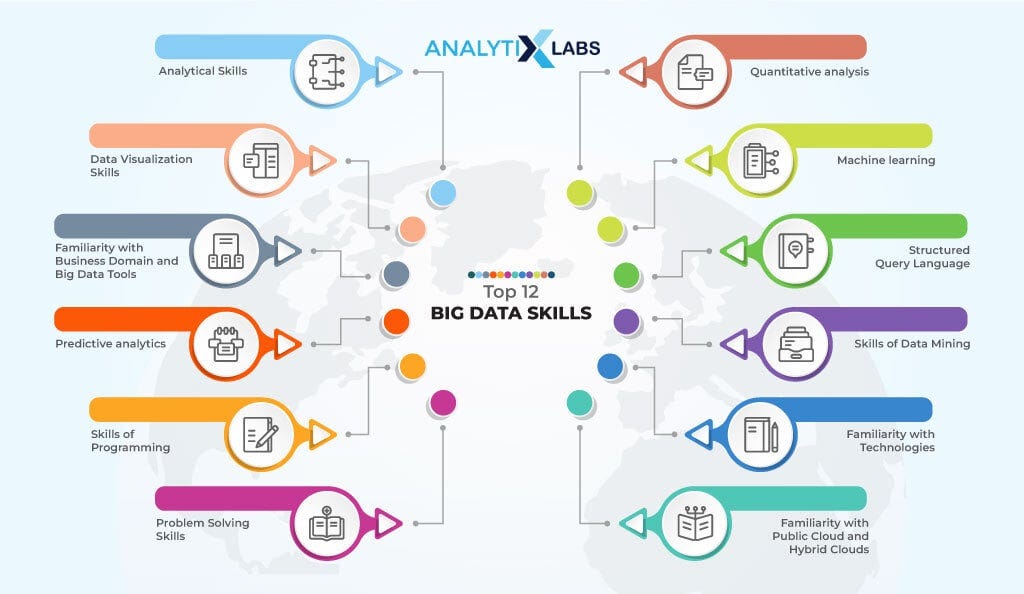 ANALYTIX LABS
Top 12
BIG DATA SKILLS
Analytical Skills
Data Visualization
Skills
Familiarity with
Business Domain and
Big Data Tools
Predictive analytics
Skills of
Programming
Problem Solving
Skills
Quantitative analysis
Machine learning
Structured
Query Language
Skills of Data Mining
Familiarity with
Technologies
Familiarity with
Public Cloud and
Hybrid Clouds